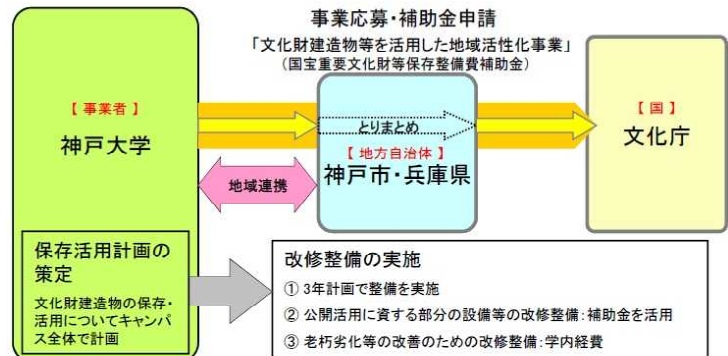 事業応募・補助金申請
「文化財建造物等を活用した地域活性化事業」
（国宝重要文化財等保存整備費補助金）
【 事業者 】
神戸大学
とりまとめ
【 地方自治体 】
神戸市・兵庫県
【 国 】
文化庁
地域連携
保存活用計画の
策定
文化財建造物の保存・
活用についてキャンパ
ス全体で計画
改修整備の実施
① 3年計画で整備を実施
② 公開活用に資する部分の設備等の改修整備：補助金を活用
③ 老朽劣化等の改善のための改修整備：学内経費